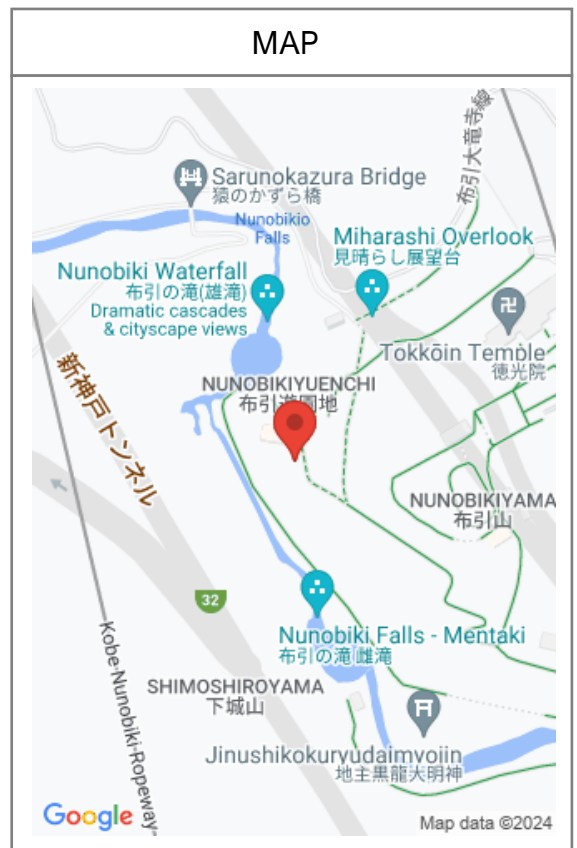 MAP
布引大竜寺線
Sarunokazura Bridge
猿のかずら橋
Nunobikio
Falls
Miharashi Overlook
見晴らし展望台
Nunobiki Waterfall
布引の滝(雄滝)
Dramatic cascades
& cityscape views
Tokkōin Temple
徳光院
新神戸トンネル
NUNOBIKIYUENCHI
布引遊園地
NUNOBIKIYAMA
布引山
32
Nunobiki Falls - Mentaki
布引の滝 雌滝
Kobe-Nunobiki-Ropeway
SHIMOSHIROYAMA
下城山
Jinushikokuryudaimyojin
地主黒龍大明神
Google
Map data ©2024